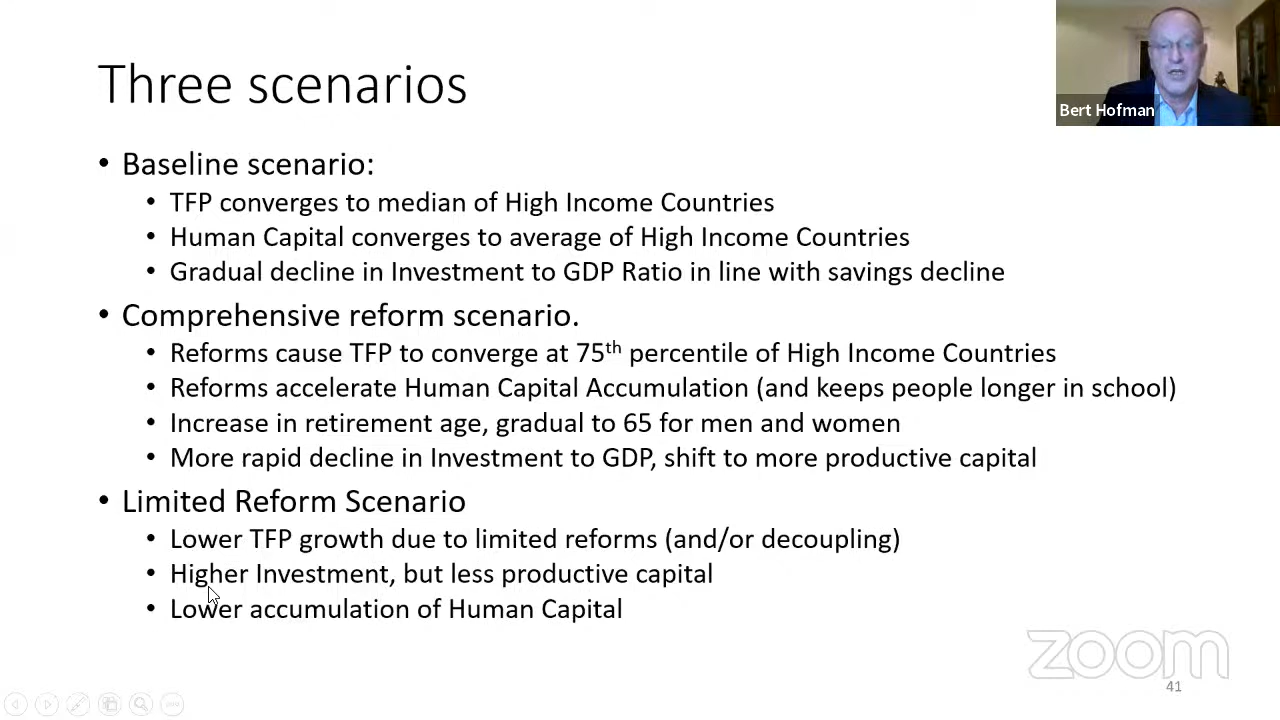 Three scenarios
Bert Hofman
• Baseline scenario:
• TFP converges to median of High Income Countries
• Human Capital converges to average of High Income Countries
• Gradual decline in Investment to GDP Ratio in line with savings decline
• Comprehensive reform scenario.
• Reforms cause TFP to converge at 75th percentile of High Income Countries
• Reforms accelerate Human Capital Accumulation (and keeps people longer in school)
• Increase in retirement age, gradual to 65 for men and women
• More rapid decline in Investment to GDP, shift to more productive capital
• Limited Reform Scenario
• Lower TFP growth due to limited reforms (and/or decoupling)
• Higher Investment, but less productive capital
• Lower accumulation of Human Capital
zoom
41